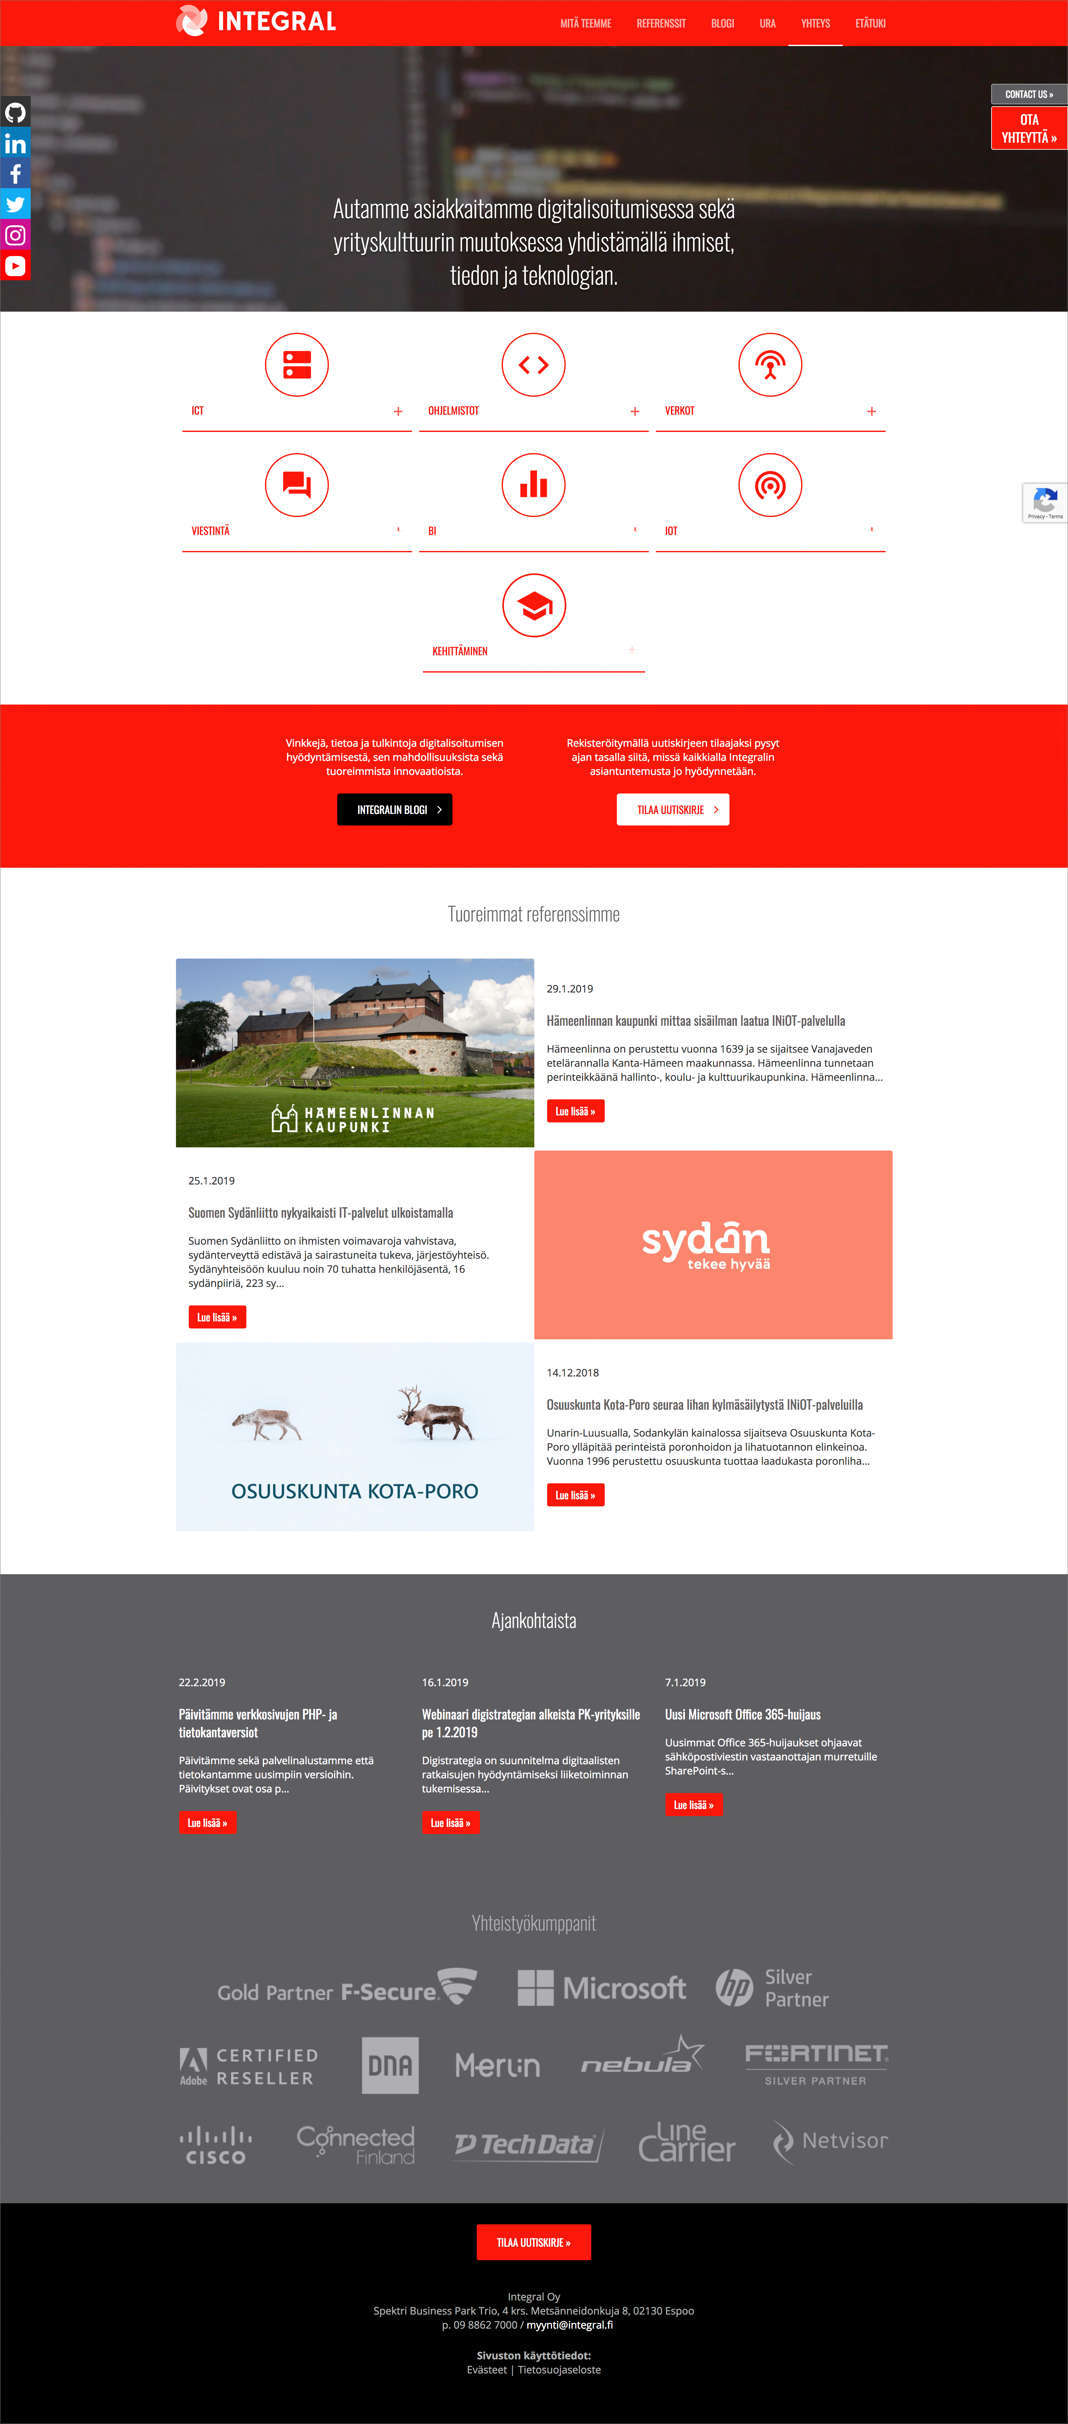 INTEGRAL
MITÄ TEEMME REFERENSSIT BLOGI URA YHTEYS ETÄTUKI
CONTACT US »
OTA
YHTEYTTÄ »
Autamme asiakkaitamme digitalisoitumisessa sekä
yrityskulttuurin muutoksessa yhdistämällä ihmiset,
tiedon ja teknologian.
ICT + OHJELMISTOT + VERKOT +
VIESTINTÄ BI IOT
Privacy - Terms
KEHITTÄMINEN +
Vinkkejä, tietoa ja tulkintoja digitalisoitumisen
hyödyntämisestä, sen mahdollisuuksista sekä
tuoreimmista innovaatioista.
INTEGRALIN BLOGI
Rekisteröitymällä uutiskirjeen tilaajaksi pysyt
ajan tasalla siitä, missä kaikkialla Integralin
asiantuntemusta jo hyödynnetään.
TILAA UUTISKIRJE
Tuoreimmat referenssimme
HÄMEENLINNAN
KAUPUNKI
29.1.2019
Hämeenlinnan kaupunki mittaa sisäilman laatua INiOT-palvelulla
Hämeenlinna on perustettu vuonna 1639 ja se sijaitsee Vanajaveden
etelärannalla Kanta-Hämeen maakunnassa. Hämeenlinna tunnetaan
perinteikkäänä hallinto-, koulu- ja kulttuurikaupunkina. Hämeenlinna...
Lue lisää »
25.1.2019
Suomen Sydänliitto nykyaikaisti IT-palvelut ulkoistamalla
Suomen Sydänliitto on ihmisten voimavaroja vahvistava,
sydänterveyttä edistävä ja sairastuneita tukeva, järjestöyhteisö.
Sydänyhteisöön kuuluu noin 70 tuhatta henkilöjäsentä, 16
sydänpiiriä, 223 sy...
Lue lisää »
sydän
tekee hyvää
OSUUSKUNTA KOTA-PORO
14.12.2018
Osuuskunta Kota-Poro seuraa lihan kylmäsäilytystä INiOT-palveluilla
Unarin-Luusualla, Sodankylän kainalossa sijaitseva Osuuskunta Kota-
Poro ylläpitää perinteistä poronhoidon ja lihatuotannon elinkeinoa.
Vuonna 1996 perustettu osuuskunta tuottaa laadukasta poronliha...
Lue lisää »
Ajankohtaista
22.2.2019
Päivitämme verkkosivujen PHP- ja
tietokantaversiot
Päivitämme sekä palvelinalustamme että
tietokantamme uusimpiin versioihin.
Päivitykset ovat osa p...
Lue lisää »
16.1.2019
Webinaari digistrategian alkeista PK-yrityksille
pe 1.2.2019
Digistrategia on suunnitelma digitaalisten
ratkaisujen hyödyntämiseksi liiketoiminnan
tukemisessa...
Lue lisää »
7.1.2019
Uusi Microsoft Office 365-huijaus
Uusimmat Office 365-huijaukset ohjaavat
sähköpostiviestin vastaanottajan murretuille
SharePoint-s...
Lue lisää »
Yhteistyökumppanit
Gold Partner F-Secure. Microsoft hp Silver
Partner
Adobe CERTIFIED
RESELLER
DNA Merlin nebula FORTINET
SILVER PARTNER
CISCO Connected
Finland
Tech Data Line
Carrier
Netvisor
TILAA UUTISKIRJE »
Integral Oy
Spektri Business Park Trio, 4 krs. Metsänneidonkuja 8, 02130 Espoo
p. 09 8862 7000 / myynti@integral.fi
Sivuston käyttötiedot:
Evästeet | Tietosuojaseloste